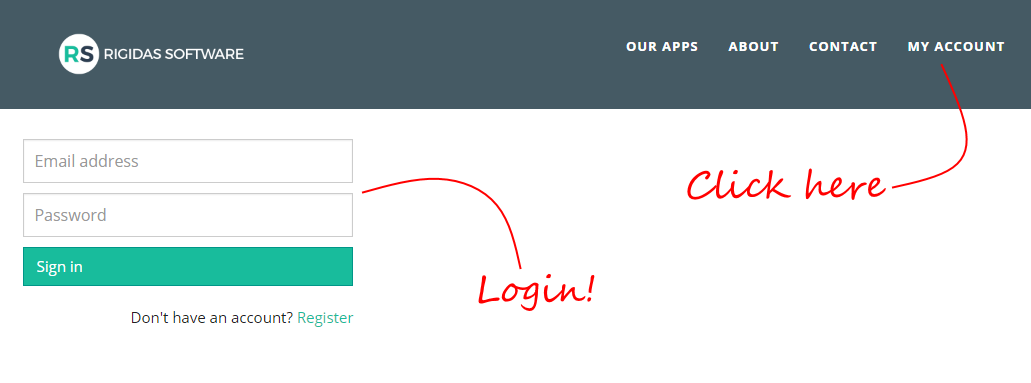 RS RIGIDAS SOFTWARE
OUR APPS ABOUT CONTACT MY ACCOUNT
Email address
Password
Sign in
Don't have an account? Register
Click here
Login!